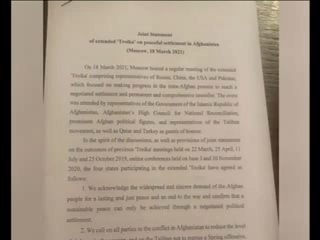 Joint Statement
of extended 'Troika' on peaceful settlement in Afghanistan
(Moscow, 18 March 2021)
On 18 March 2021, Moscow hosted a regular meeting of the extended
'Troika' comprising representatives of Russia, China, the USA and Pakistan,
which focused on making progress in the intra-Afghan process to reach a
negotiated settlement and permanent and comprehensive ceasefire. The event
was attended by representatives of the Government of the Islamic Republic of
Afghanistan, Afghanistan's High Council for National Reconciliation,
prominent Afghan political figures, and representatives of the Taliban
movement, as well as Qatar and Turkey as guests of honour.
In the spirit of the discussions, as well as provisions of joint statements
on the outcomes of previous 'Troika' meetings held on 22 March, 25 April, 11
July and 25 October 2019, online conferences held on June 3 and 30 November
2020, the four states participating in the extended 'Troika' have agreed as
follows:
1. We acknowledge the widespread and sincere demand of the Afghan
people for a lasting and just peace and an end to the war and confirm that a
sustainable peace can only be achieved through a negotiated political
settlement.
2. We call on all parties to the conflict in Afghanistan to reduce the level
and on the Taliban not to pursue a Spring offensive,